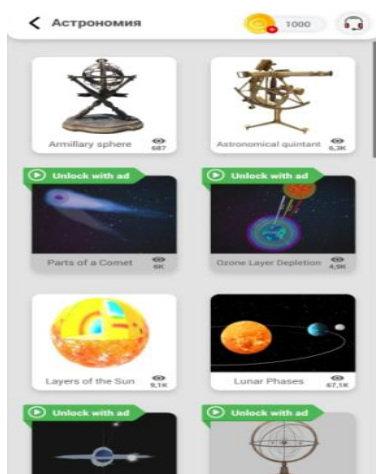 Астрономия
1000
Armillary sphere
687
Astronomical quintant
6,3K
Unlock with ad
Unlock with ad
Parts of a Comet
6K
Ozone Layer Depletion
4,9K
Layers of the Sun
9,1K
Lunar Phases
67,1K
Unlock with ad
Unlock with ad